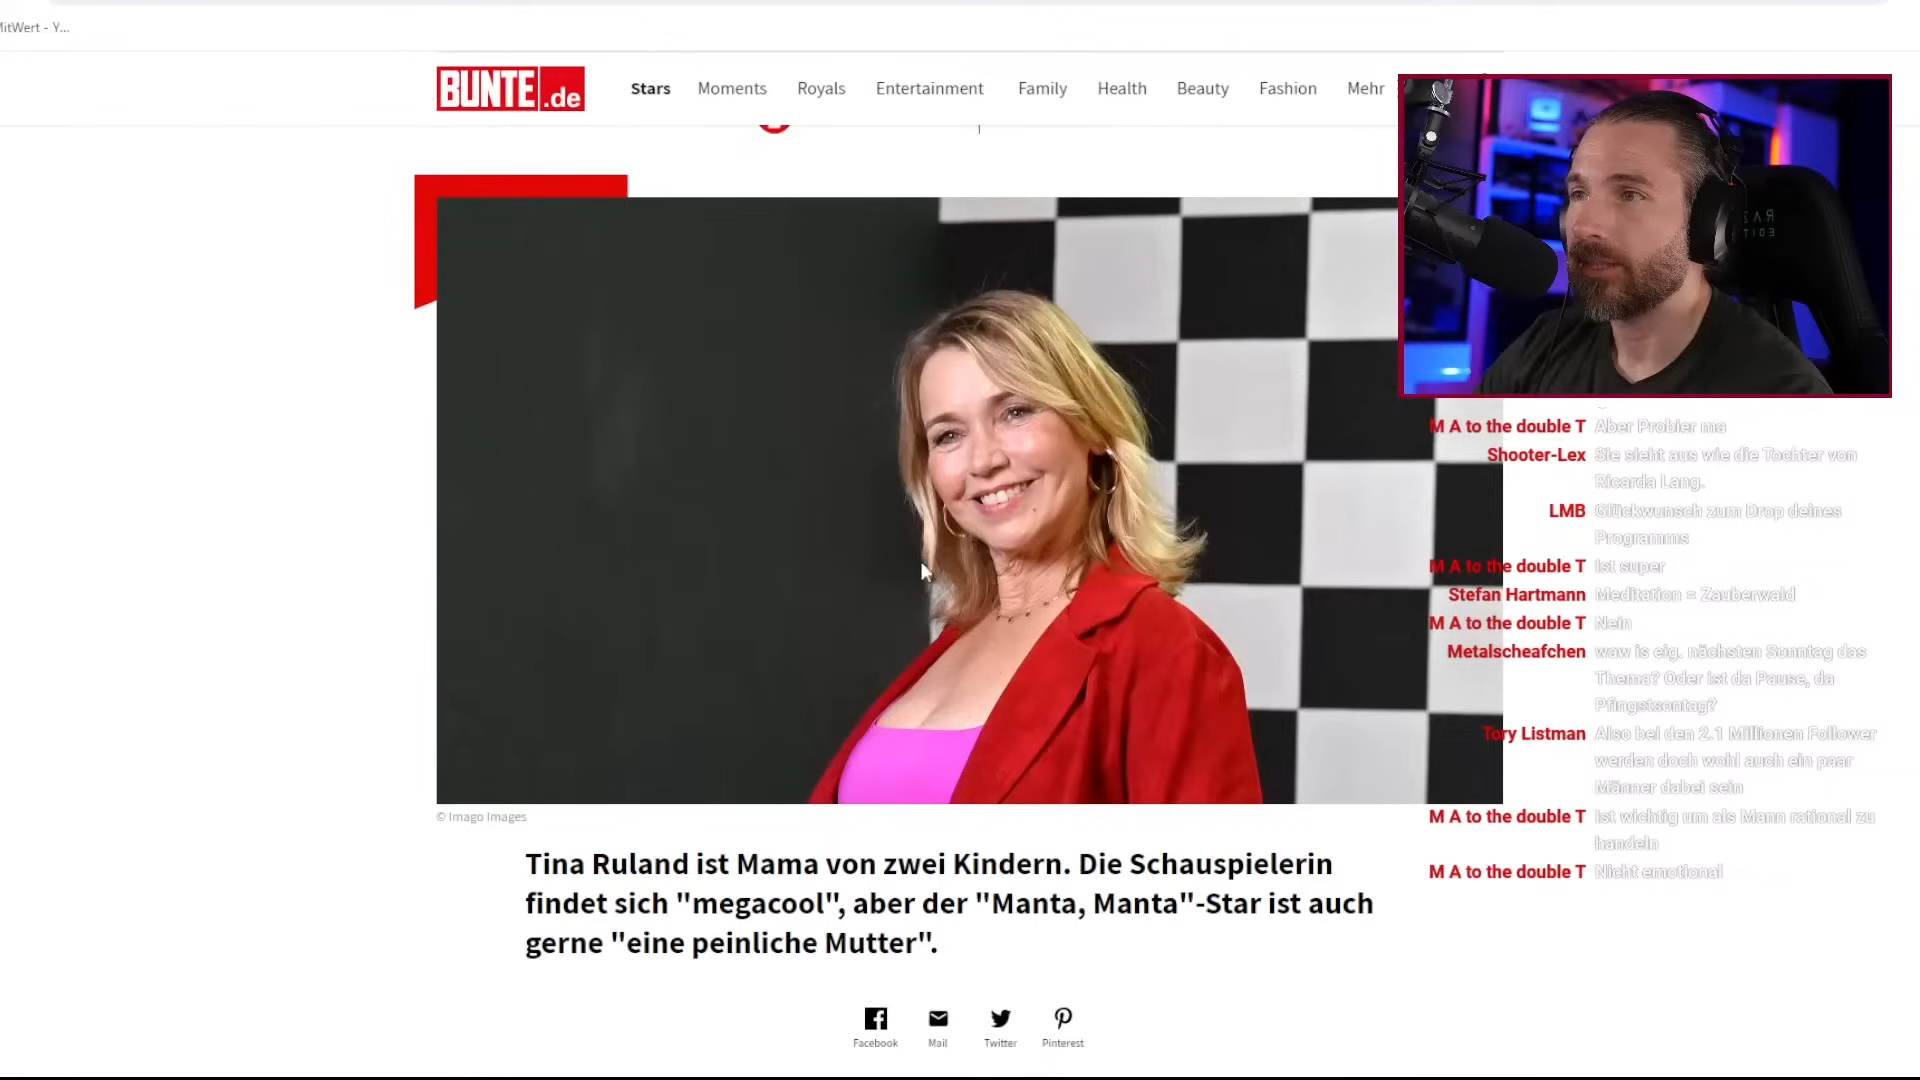 MitWert - Y...
BUNTE.de
Stars Moments Royals Entertainment Family Health Beauty Fashion Mehr
M A to the double T Aber Probier ma
Shooter-Lex Sie sieht aus wie die Tochter von
Ricarda Lang.
LMB Glückwunsch zum Drop deines
Programms
M A to the double T Ist super
Stefan Hartmann Meditation = Zauberwald
M A to the double T Nein
Metalscheafchen waw is eig. nächsten Sonntag das
Thema? Oder ist da Pause, da
Pfingstsontag?
Tory Listman Also bei den 2.1 Millionen Follower
werden doch wohl auch ein paar
Männer dabei sein
M A to the double T Ist wichtig um als Mann rational zu
handeln
M A to the double T Nicht emotional
© Imago Images
Tina Ruland ist Mama von zwei Kindern. Die Schauspielerin
findet sich "megacool", aber der "Manta, Manta"-Star ist auch
gerne "eine peinliche Mutter".
Facebook Mail Twitter Pinterest